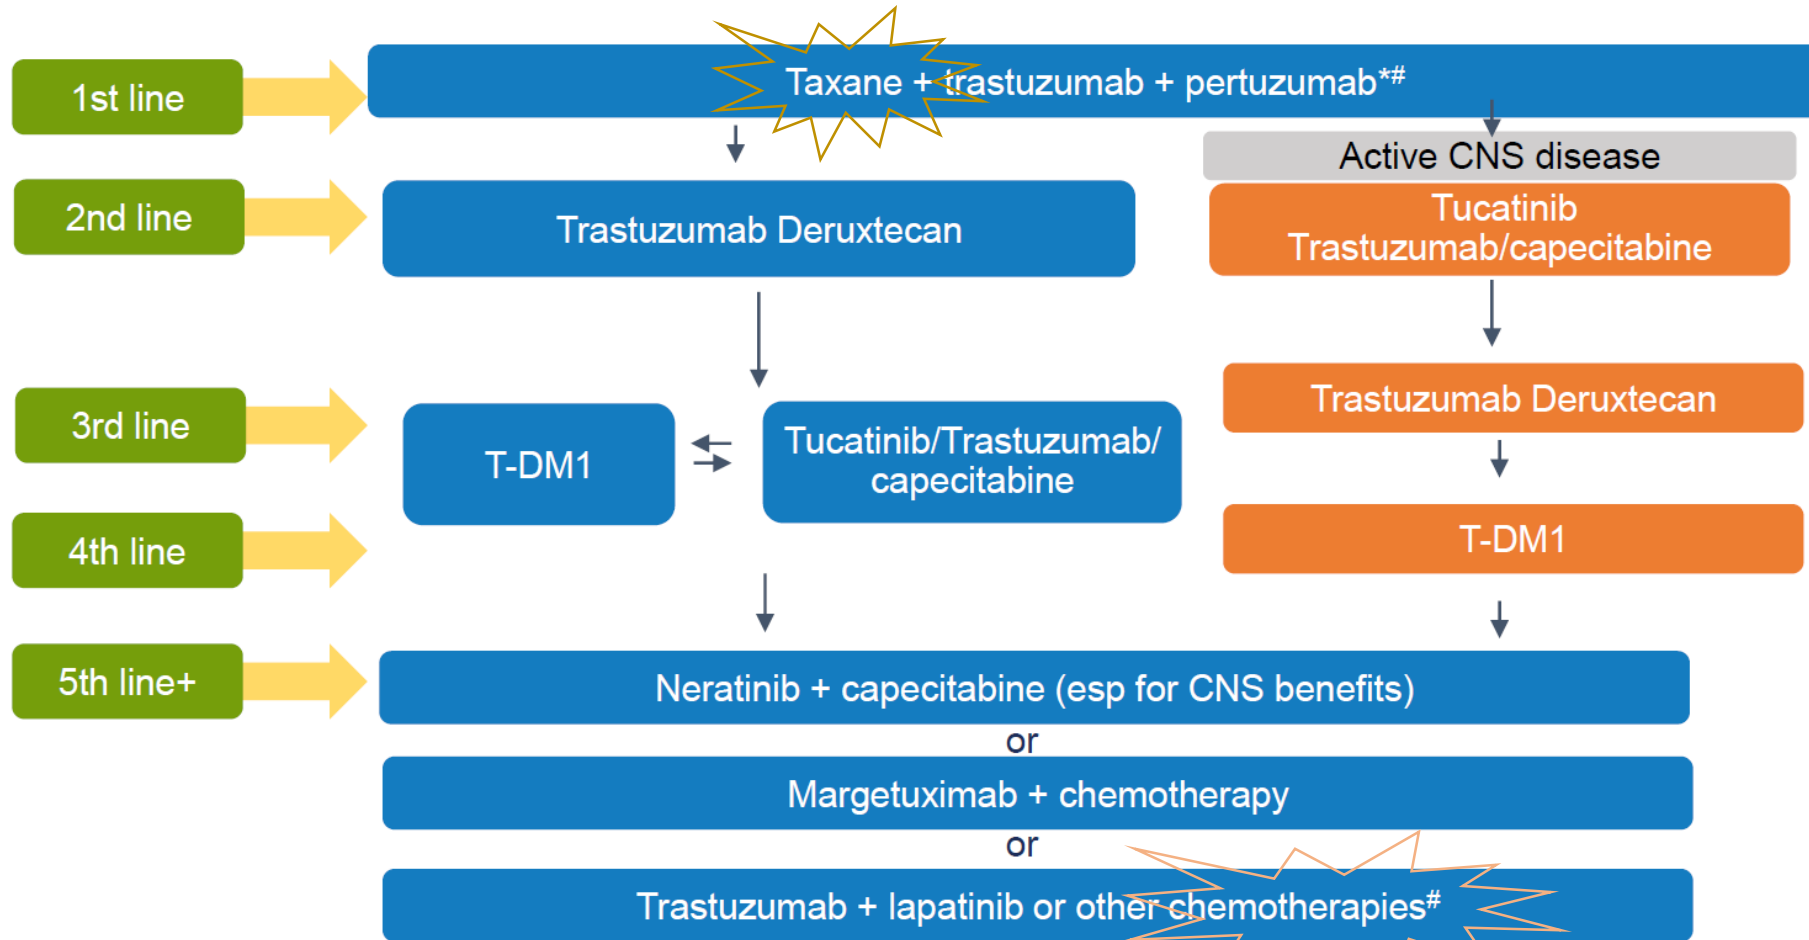 1st line
Taxane + trastuzumab + pertuzumab*#
Active CNS disease
2nd line
Trastuzumab Deruxtecan
Tucatinib
Trastuzumab/capecitabine
3rd line
T-DM1
Tucatinib/Trastuzumab/
capecitabine
Trastuzumab Deruxtecan
4th line
T-DM1
5th line+
Neratinib + capecitabine (esp for CNS benefits)
or
Margetuximab + chemotherapy
or
Trastuzumab + lapatinib or other chemotherapies#